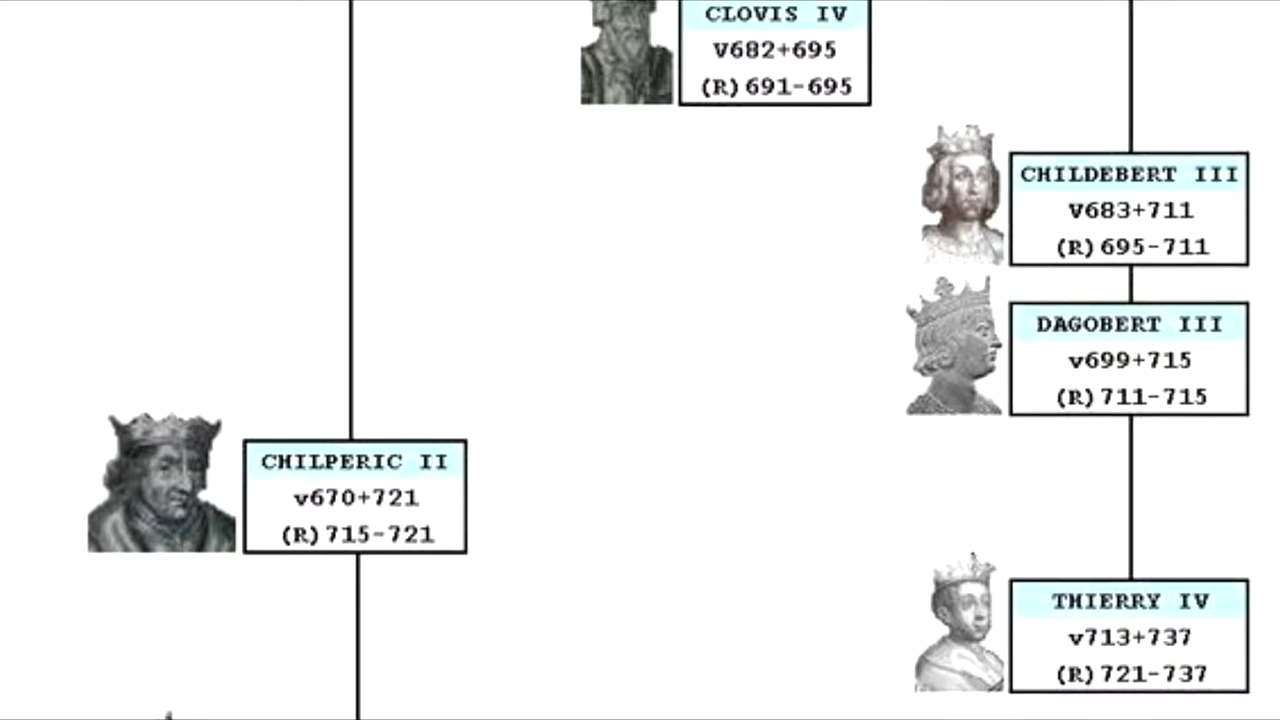 CLOVIS IV
V682+695
(R)691-695
CHILDEBERT III
V683+711
(R)695-711
DAGOBERT III
v699+715
(R)711-715
CHILPERIC II
v670+721
(R)715-721
THIERRY IV
v713+737
(R)721-737